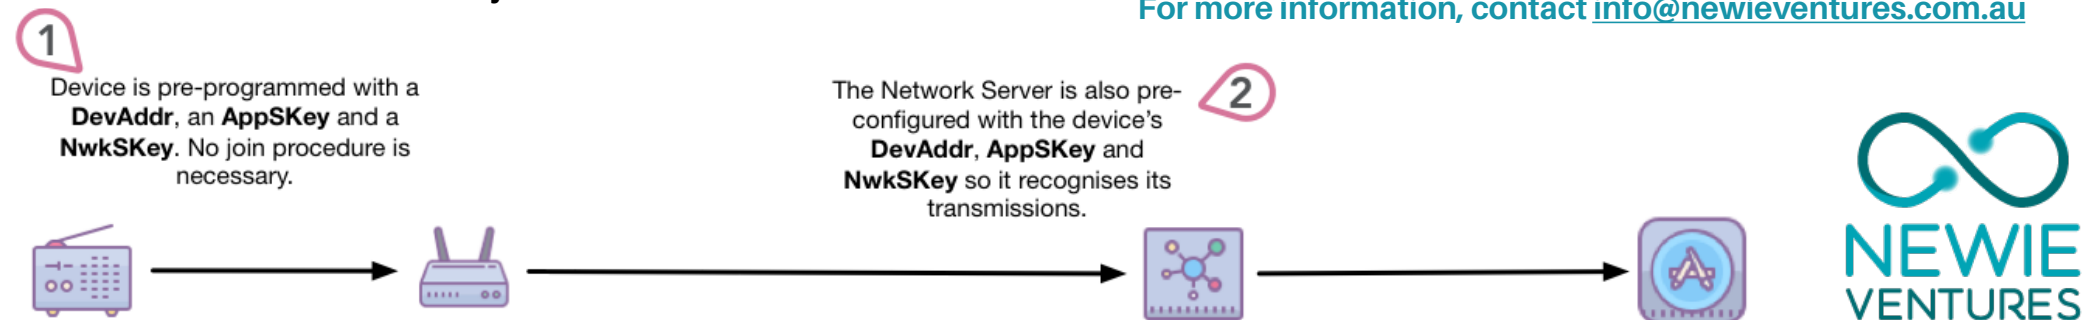 For more information, contact info@newieventures.com.au
1
Device is pre-programmed with a
DevAddr, an AppSKey and a
NwkSKey. No join procedure is
necessary.
The Network Server is also pre-
configured with the device's
DevAddr, AppSKey and
NwkSKey so it recognises its
transmissions.
2
NEWIE
VENTURES